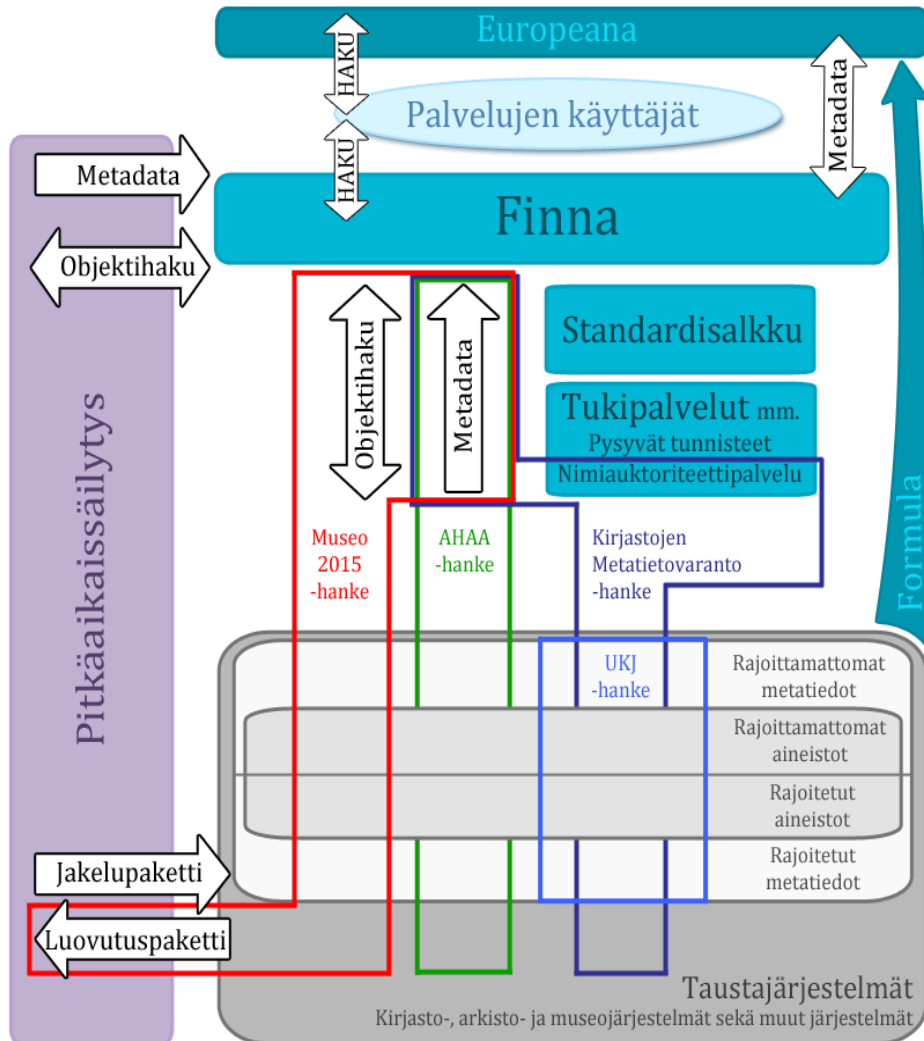 Europeana
HAKU
Palvelujen käyttäjät
Metadata
HAKU
Metadata
Finna
Objektihaku
Pitkäaikaissäilytys
Objektihaku
Metadata
Standardisalkku
Tukipalvelut mm.
Pysyvät tunnisteet
Nimiauktoriteettipalvelu
Formula
Museo
2015
-hanke
AHAA
-hanke
Kirjastojen
Metatietovaranto
-hanke
UKJ
-hanke
Rajoittamattomat
metatiedot
Rajoittamattomat
aineistot
Rajoitetut
aineistot
Rajoitetut
metatiedot
Jakelupaketti
Luovutuspaketti
Taustajärjestelmät
Kirjasto-, arkisto- ja museojärjestelmät sekä muut järjestelmät